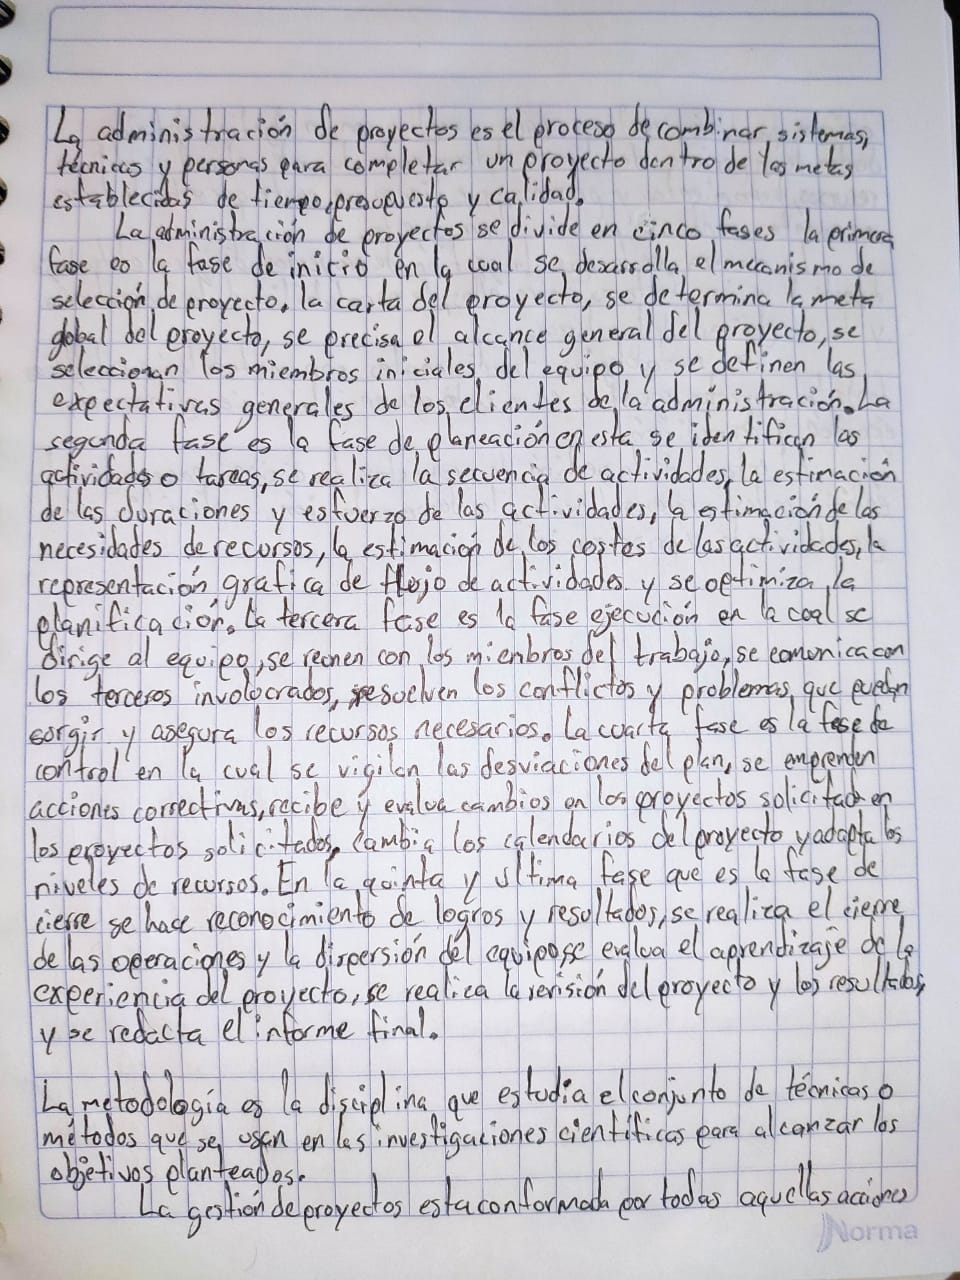 La administración de proyectos es el proceso de combinar sistemas,
técnicas y personas para completar un proyecto dentro de las metas
establecidas de tiempo, presupuesto y calidad.
La administración de proyectos se divide en cinco fases la primera
fase es la fase de inicio en la cual se desarrolla el mecanismo de
selección de proyecto, la carta del proyecto, se determina la meta
global del proyecto, se precisa el alcance general del proyecto, se
seleccionan los miembros iniciales del equipo y se definen las
expectativas generales de los clientes de la administración. La
segunda fase es la fase de planeación en esta se identifican las
actividades o tareas, se realiza la secuencia de actividades, la estimación
de las duraciones y esfuerzo de las actividades, la estimación de las
necesidades de recursos, la estimación de los costos de las actividades, la
representación grafica de flujo de actividades y se optimiza la
planificación. La tercera fase es la fase ejecución en la cual se
dirige al equipo, se reunen con los mienbros del trabajo, se comunica con
los terceros involucrados, resuelven los conflictos y problemas que puedan
surgir y asegura los recursos necesarios. La cuarta fase es la fase de
control en la cual se vigilan las desviaciones del plan, se emprenden
acciones correctivas, recibe y evalua cambios en los proyectos solicitad en
los proyectos solicitados, cambia los calendarios del proyecto y adapta los
niveles de recursos. En la quinta y ultima fase que es la fase de
cierre se hace reconocimiento de logros y resultados, se realiza el cierre
de las operaciones y la dispersión del equipo se evalua el aprendizaje de la
experiencia del proyecto, se realica la revisión del proyecto y los resultados,
y se redacta el informe final.
La metodología es la disciplina que estudia el conjunto de técnicas o
métodos que se usan en las investigaciones científicas para alcanzar los
objetivos planteados.
La gestión de proyectos esta conformada por todas aquellas acciones
Norma